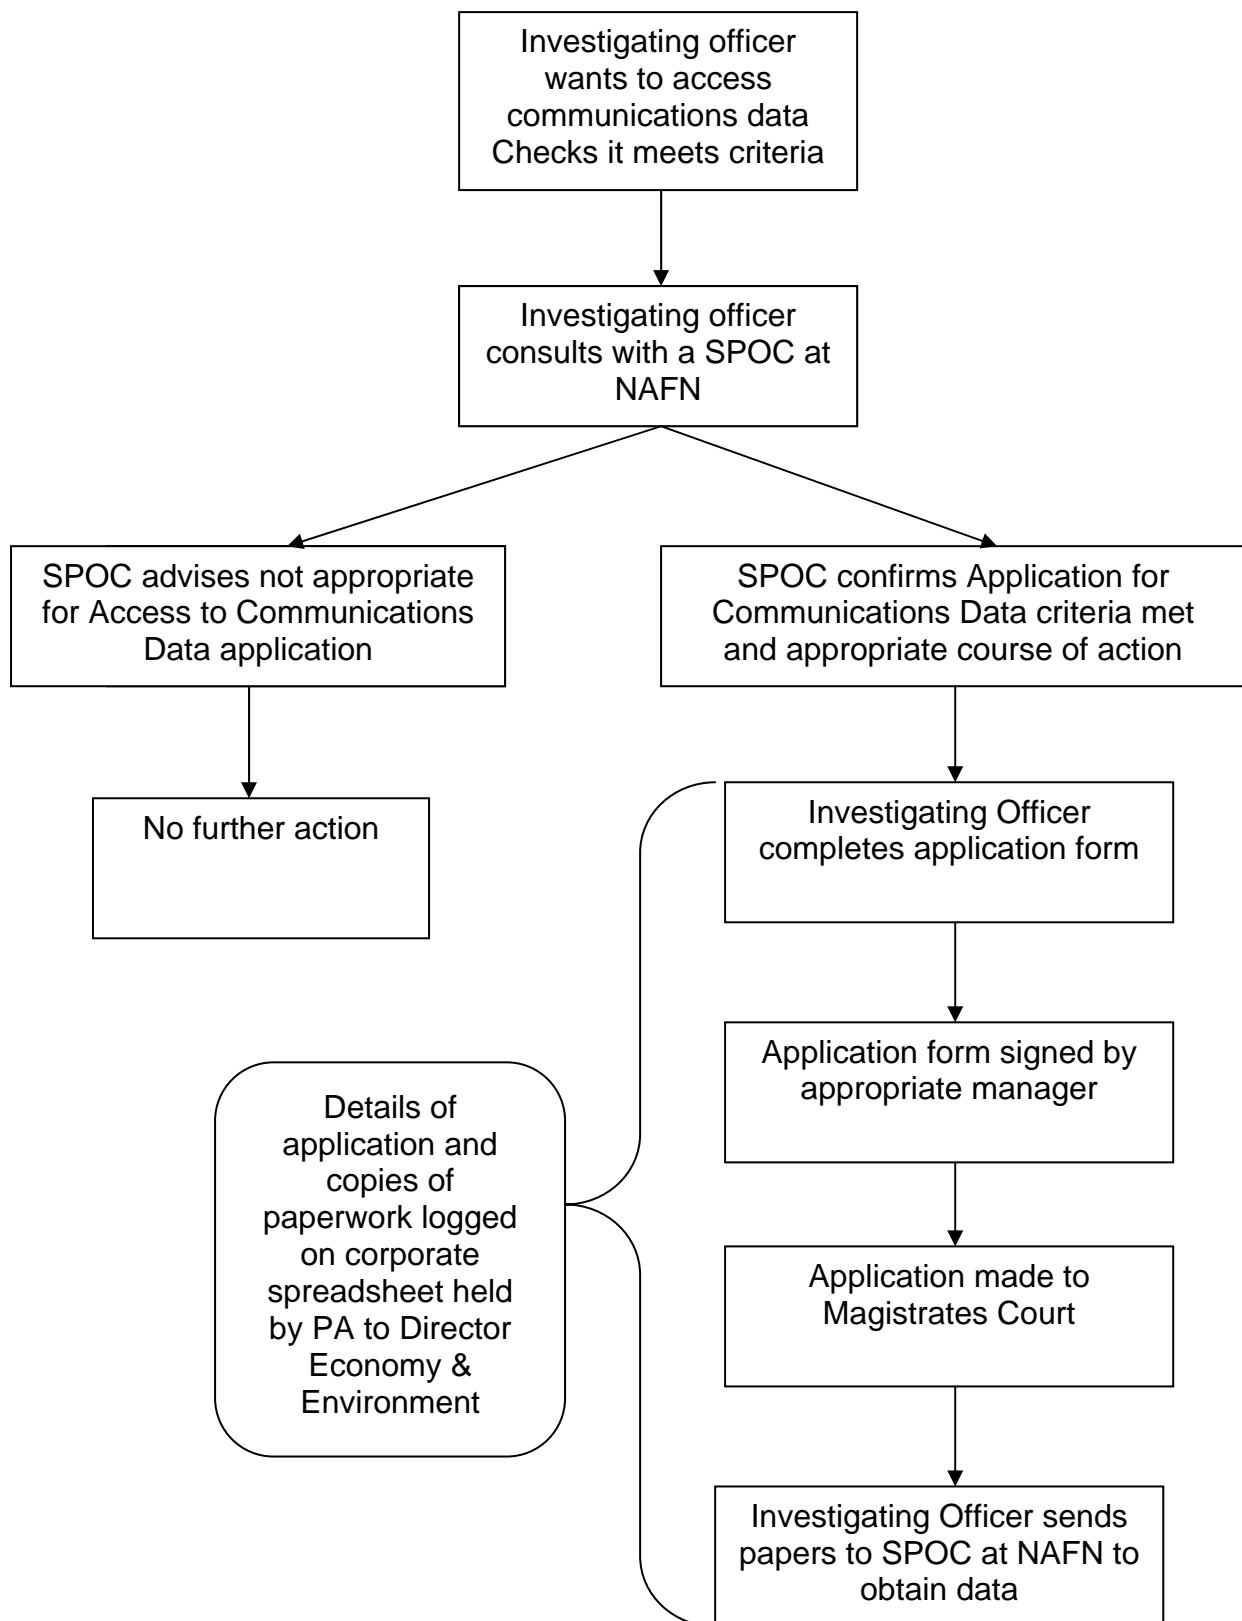 Investigating officer
wants to access
communications data
Checks it meets criteria
Investigating officer
consults with a SPOC at
NAFN
SPOC advises not appropriate
for Access to Communications
Data application
SPOC confirms Application for
Communications Data criteria met
and appropriate course of action
No further action
Investigating Officer
completes application form
Application form signed by
appropriate manager
Details of
application and
copies of
paperwork logged
on corporate
spreadsheet held
by PA to Director
Economy &
Environment
Application made to
Magistrates Court
Investigating Officer sends
papers to SPOC at NAFN to
obtain data